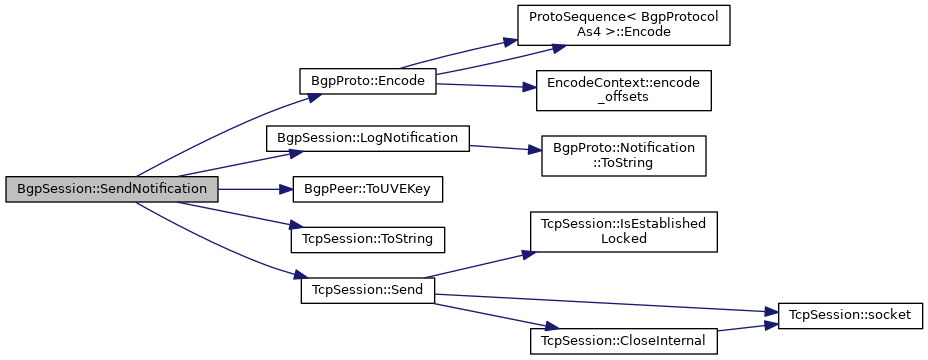 ProtoSequence< BgpProtocol
As4 >::Encode
BgpProto::Encode
EncodeContext::encode
_offsets
BgpSession::LogNotification
BgpProto::Notification
::ToString
BgpSession::SendNotification
BgpPeer::ToUVEKey
TcpSession::ToString
TcpSession::IsEstablished
Locked
TcpSession::Send
TcpSession::socket
TcpSession::CloseInternal